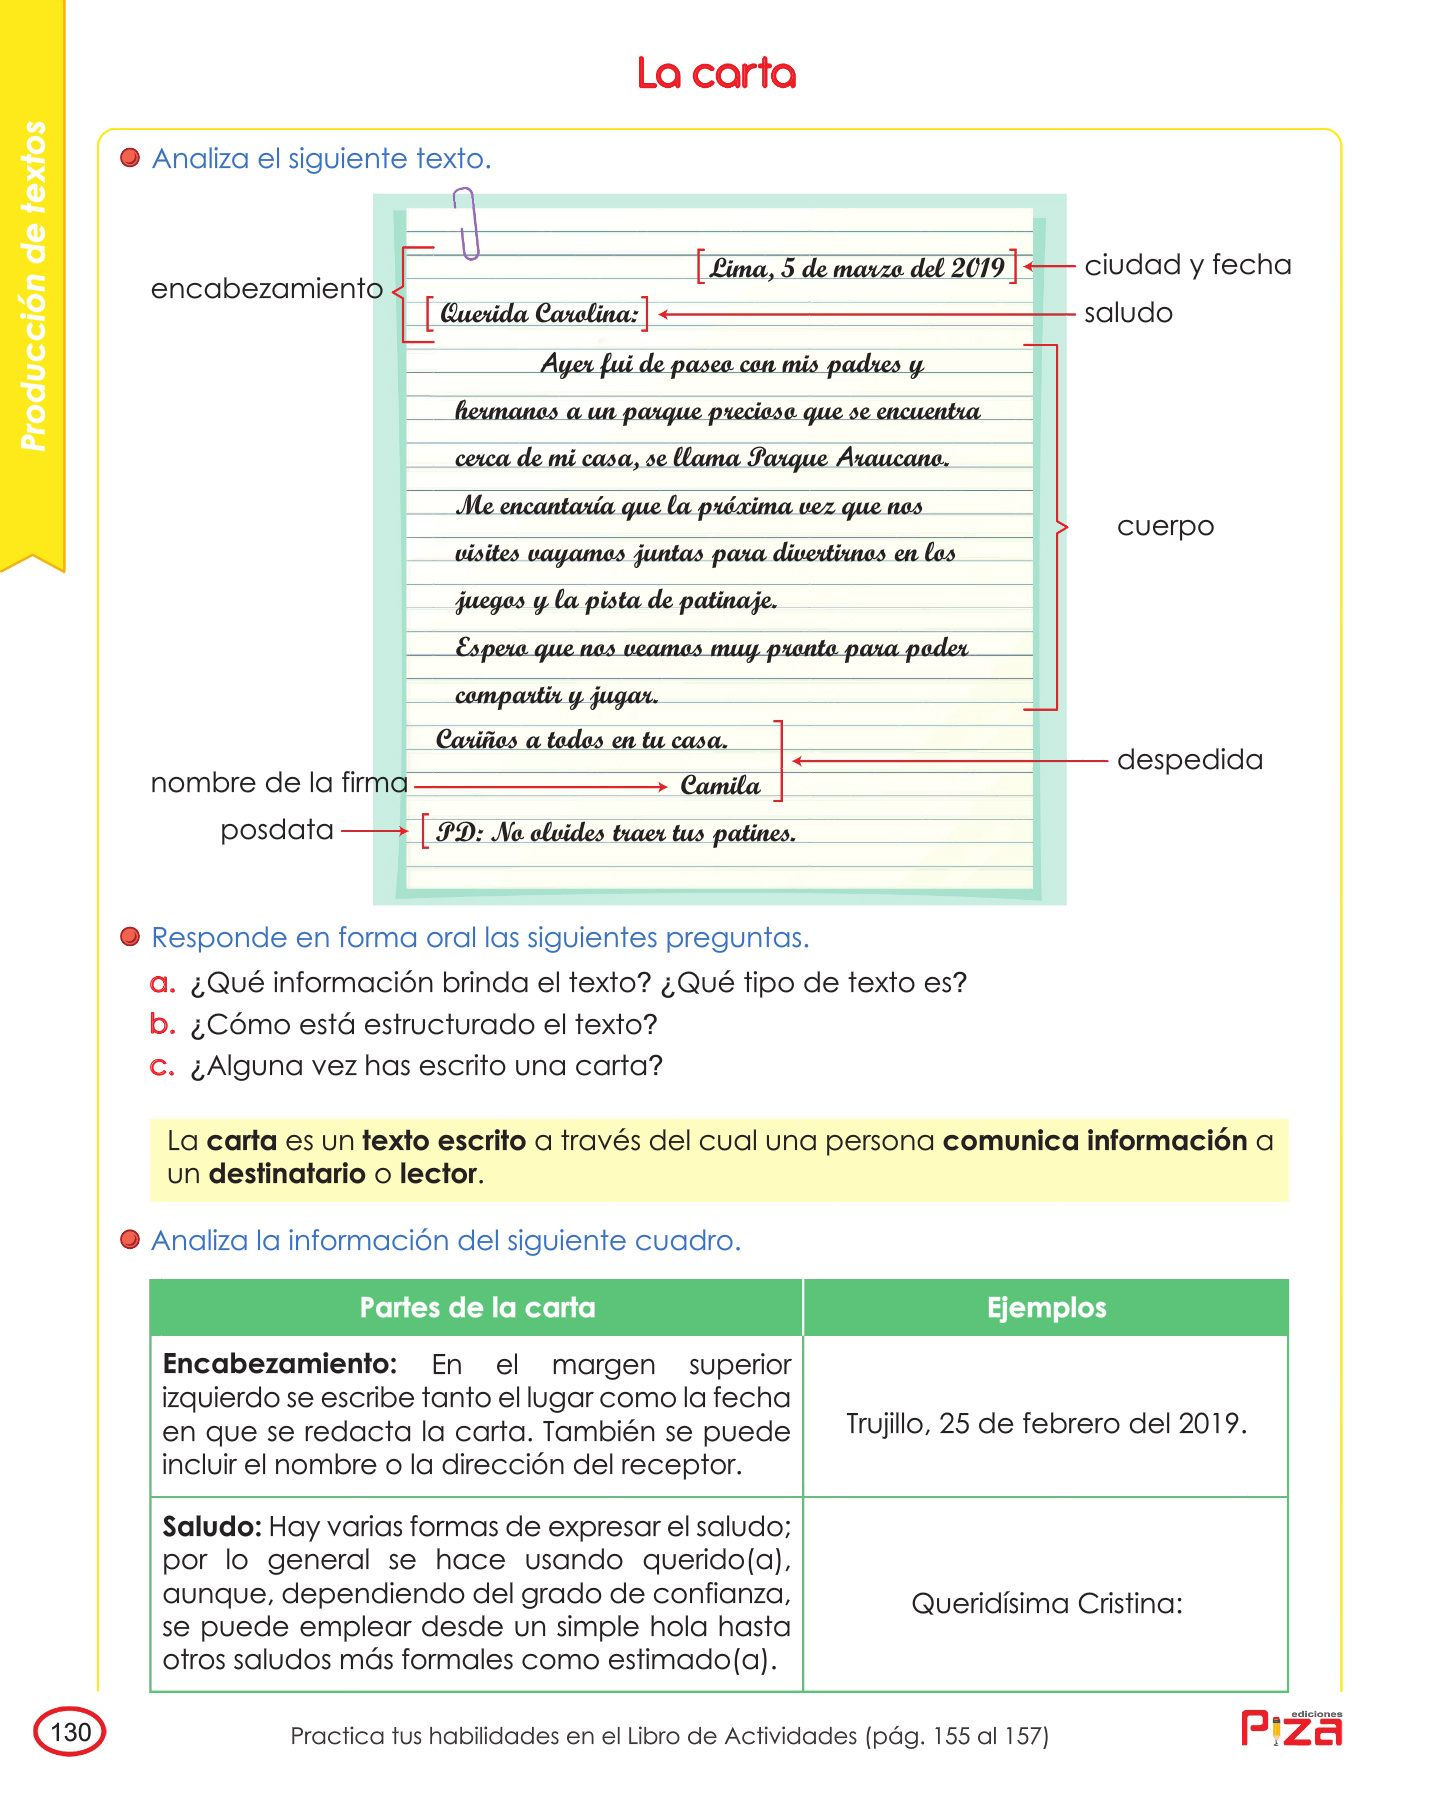 La carta
Producción de textos
Analiza el siguiente texto.
encabezamiento
Lima, 5 de marzo del 2019
ciudad y fecha
Querida Carolina:
saludo
Ayer fui de paseo con mis padres y
hermanos a un parque precioso que se encuentra
cerca de mi casa, se llama Parque Araucano.
Me encantaría que la próxima vez que nos
visites vayamos juntas para divertirnos en los
juegos y la pista de patinaje.
Espero que nos veamos muy pronto para poder
compartir y jugar.
cuerpo
Cariños a todos en tu casa.
despedida
nombre de la firma
Camila
posdata
PD: No olvides traer tus patines.
Responde en forma oral las siguientes preguntas.
a. ¿Qué información brinda el texto? ¿Qué tipo de texto es?
b. ¿Cómo está estructurado el texto?
c. ¿Alguna vez has escrito una carta?
La carta es un texto escrito a través del cual una persona comunica información a
un destinatario o lector.
Analiza la información del siguiente cuadro.
Partes de la carta
Ejemplos
Encabezamiento: En el margen superior
izquierdo se escribe tanto el lugar como la fecha
en que se redacta la carta. También se puede
incluir el nombre o la dirección del receptor.
Trujillo, 25 de febrero del 2019.
Saludo: Hay varias formas de expresar el saludo;
por lo general se hace usando querido(a),
aunque, dependiendo del grado de confianza,
se puede emplear desde un simple hola hasta
otros saludos más formales como estimado(a).
Queridísima Cristina:
130
Practica tus habilidades en el Libro de Actividades (pág. 155 al 157)
ediciones
Piza